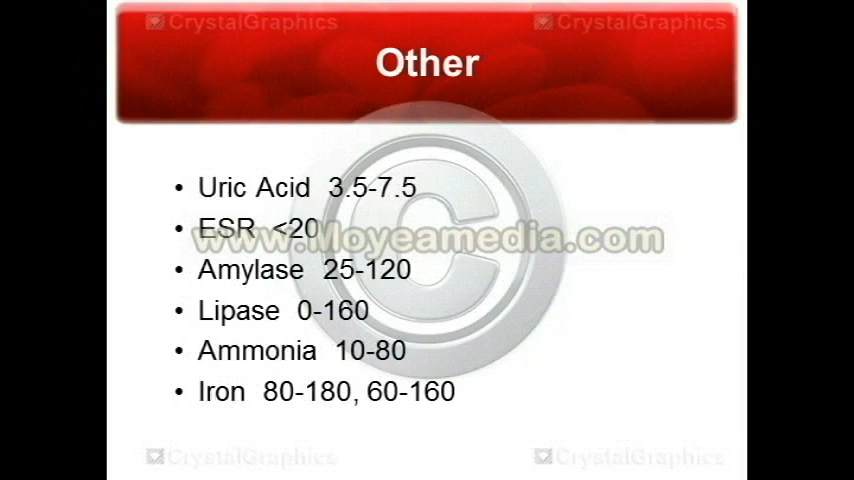 CrystalGraphics CrystalGraphics
Other
• Uric Acid 3.5-7.5
• ESR <20
www.Moyeamedia.com
• Amylase 25-120
• Lipase 0-160
• Ammonia 10-80
• Iron 80-180, 60-160
CrystalGraphics CrystalGraphics